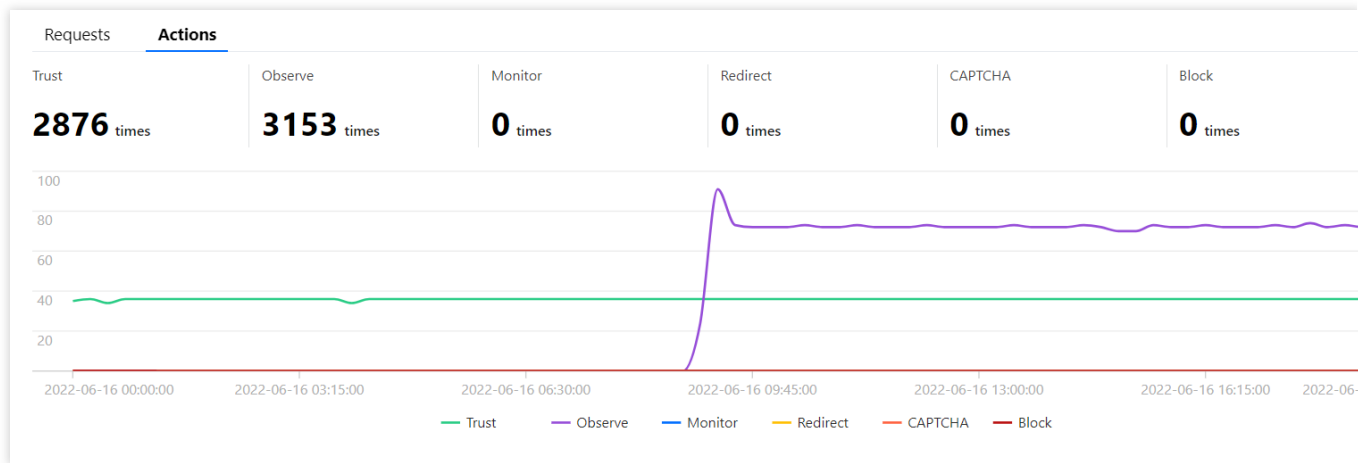 Requests Actions
Trust Observe Monitor Redirect CAPTCHA Block
2876 times 3153 times 0 times 0 times 0 times 0 times
100
80
60
40
20
2022-06-16 00:00:00 2022-06-16 03:15:00 2022-06-16 06:30:00 2022-06-16 09:45:00 2022-06-16 13:00:00 2022-06-16 16:15:00 2022-06-
Trust Observe Monitor Redirect CAPTCHA Block